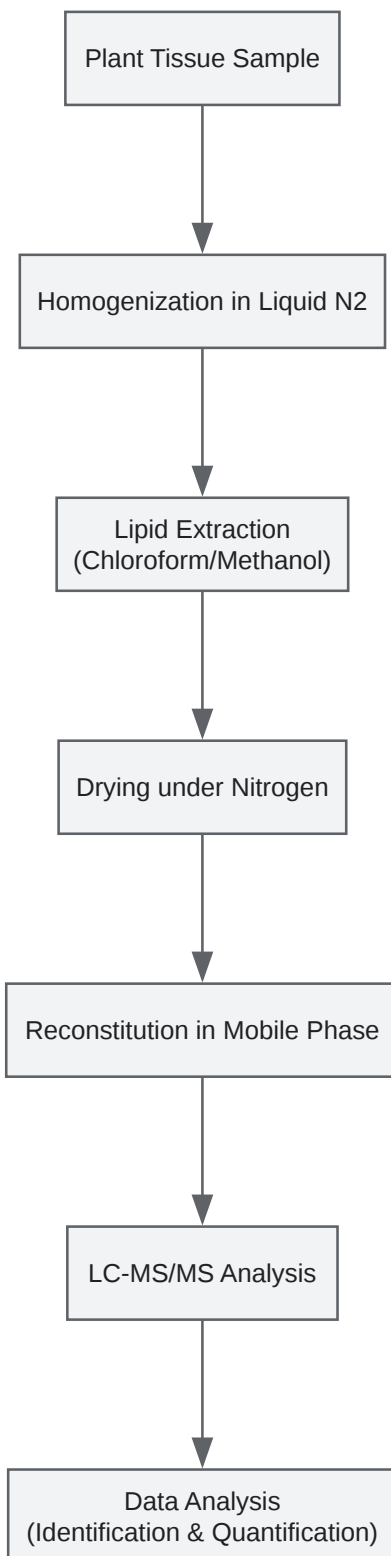 Plant Tissue Sample
Homogenization in Liquid N2
Lipid Extraction
(Chloroform/Methanol)
Drying under Nitrogen
Reconstitution in Mobile Phase
LC-MS/MS Analysis
Data Analysis
(Identification & Quantification)